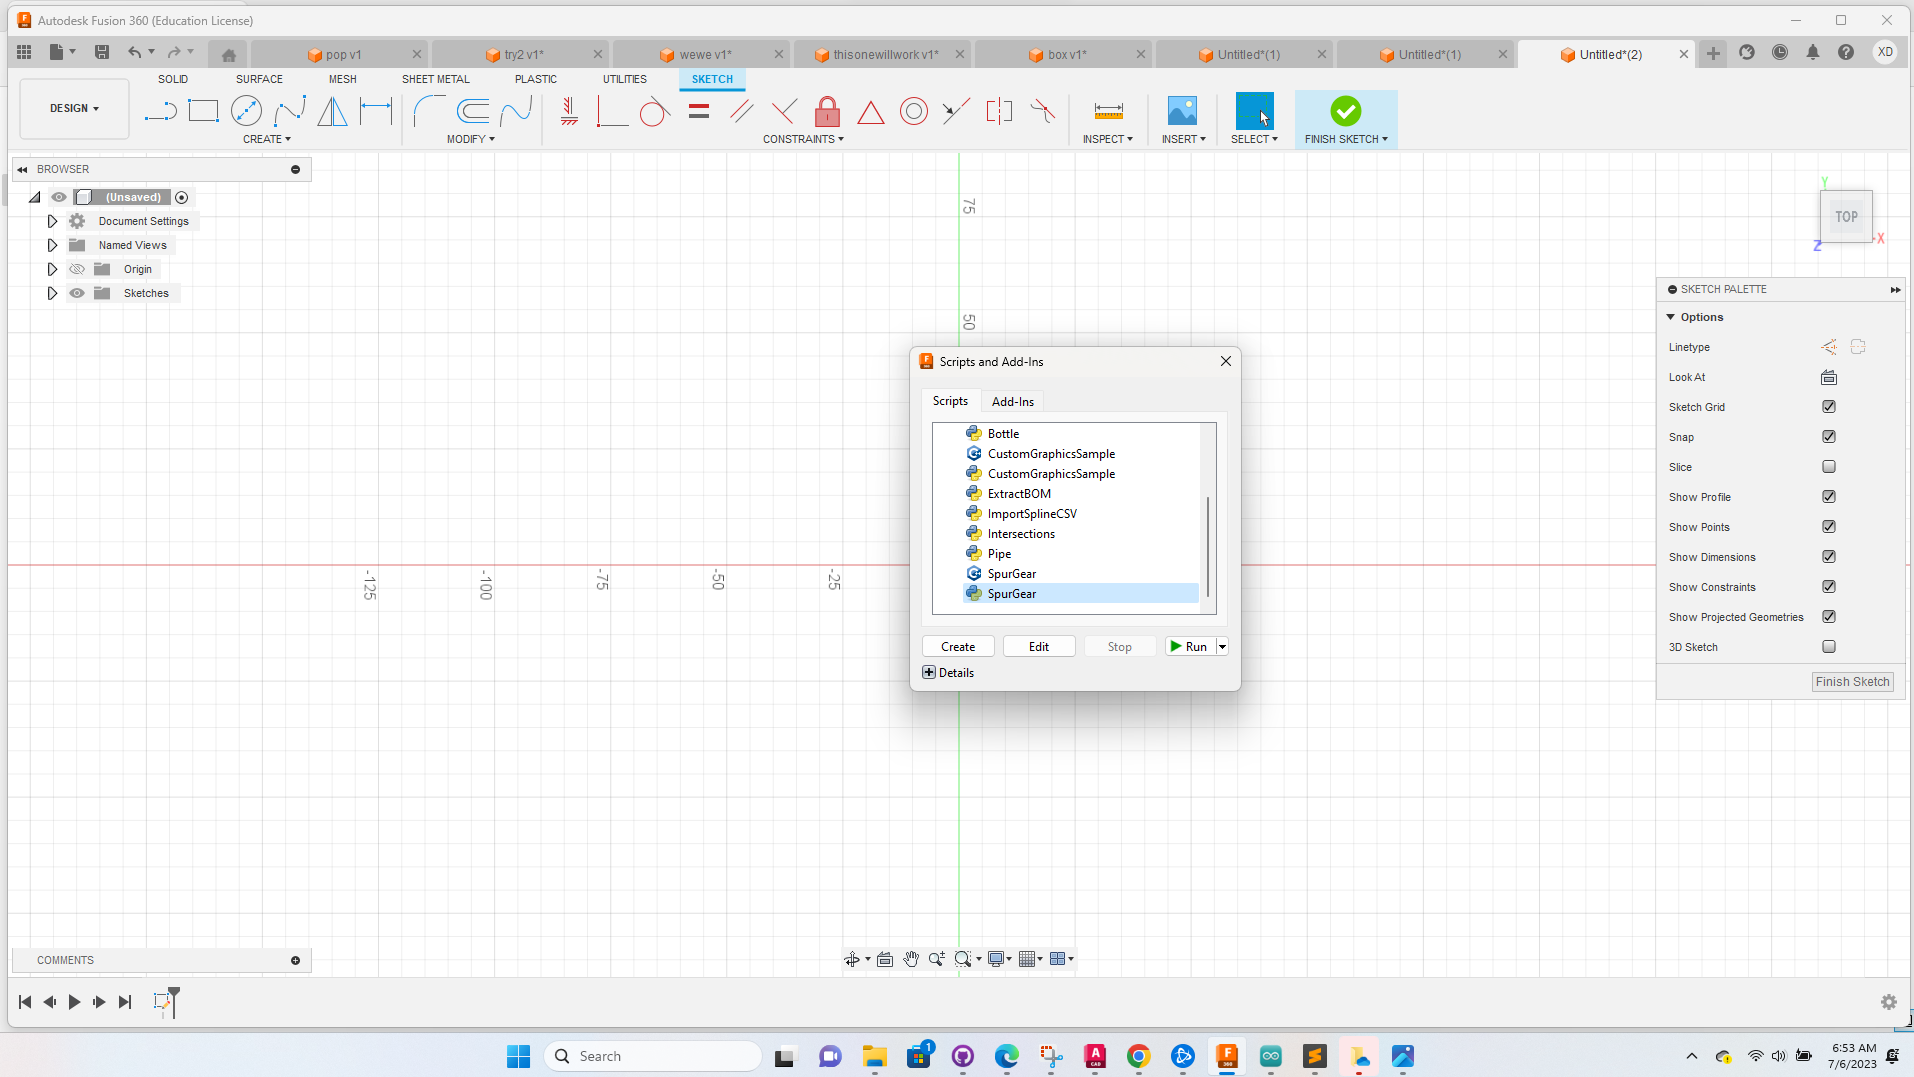 Autodesk Fusion 360 (Education License)
pop v1
try2 v1*
wewe v1*
thisonewillwork v1*
box v1*
Untitled*(1)
Untitled*(1)
Untitled*(2)
XD
SOLID
SURFACE
MESH
SHEET METAL
PLASTIC
UTILITIES
SKETCH
DESIGN
CREATE
MODIFY
CONSTRAINTS
INSPECT
INSERT
SELECT
FINISH SKETCH
BROWSER
(Unsaved)
Document Settings
Named Views
Origin
Sketches
75
50
-125
-100
-75
-50
-25
Y
TOP
Z
X
Scripts and Add-Ins
Scripts
Add-Ins
Bottle
CustomGraphicsSample
CustomGraphicsSample
ExtractBOM
ImportSplineCSV
Intersections
Pipe
SpurGear
SpurGear
Create
Edit
Stop
Run
Details
SKETCH PALETTE
Options
Linetype
Look At
Sketch Grid
Snap
Slice
Show Profile
Show Points
Show Dimensions
Show Constraints
Show Projected Geometries
3D Sketch
Finish Sketch
COMMENTS
Search
1
6:53 AM
7/6/2023